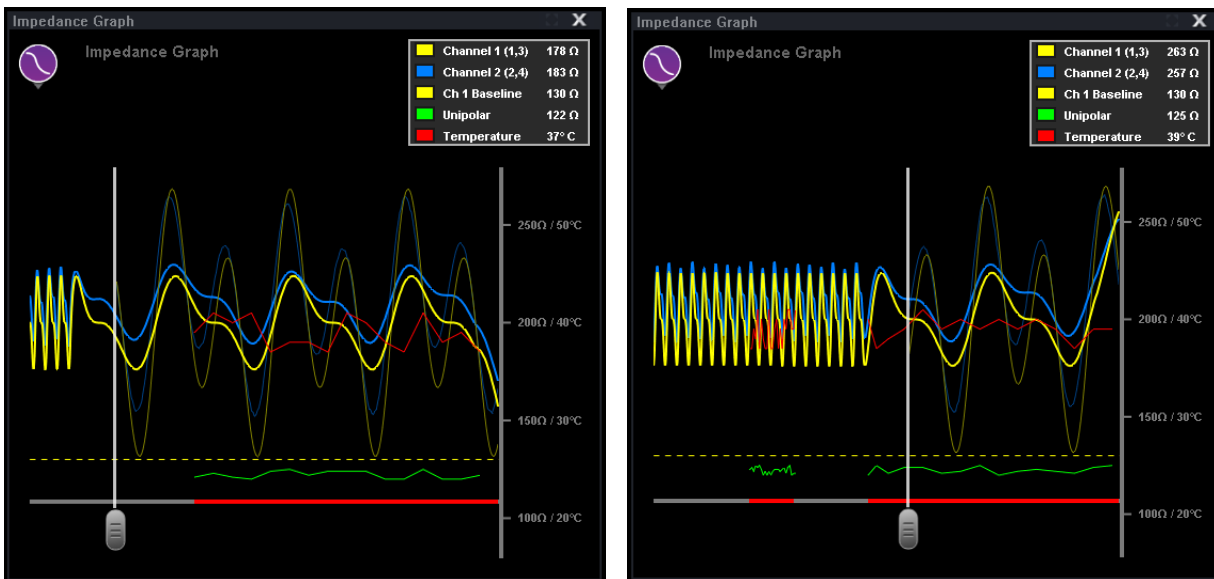 Impedance Graph
Impedance Graph
Channel 1 (1,3) 178 Ω
Channel 2 (2,4) 183 Ω
Ch 1 Baseline 130 Ω
Unipolar 122 Ω
Temperature 37° C
250Ω / 50°C
200Ω / 40°C
150Ω / 30°C
100Ω / 20°C
Impedance Graph
Impedance Graph
Channel 1 (1,3) 263 Ω
Channel 2 (2,4) 257 Ω
Ch 1 Baseline 130 Ω
Unipolar 125 Ω
Temperature 39° C
250Ω / 50°C
200Ω / 40°C
150Ω / 30°C
100Ω / 20°C